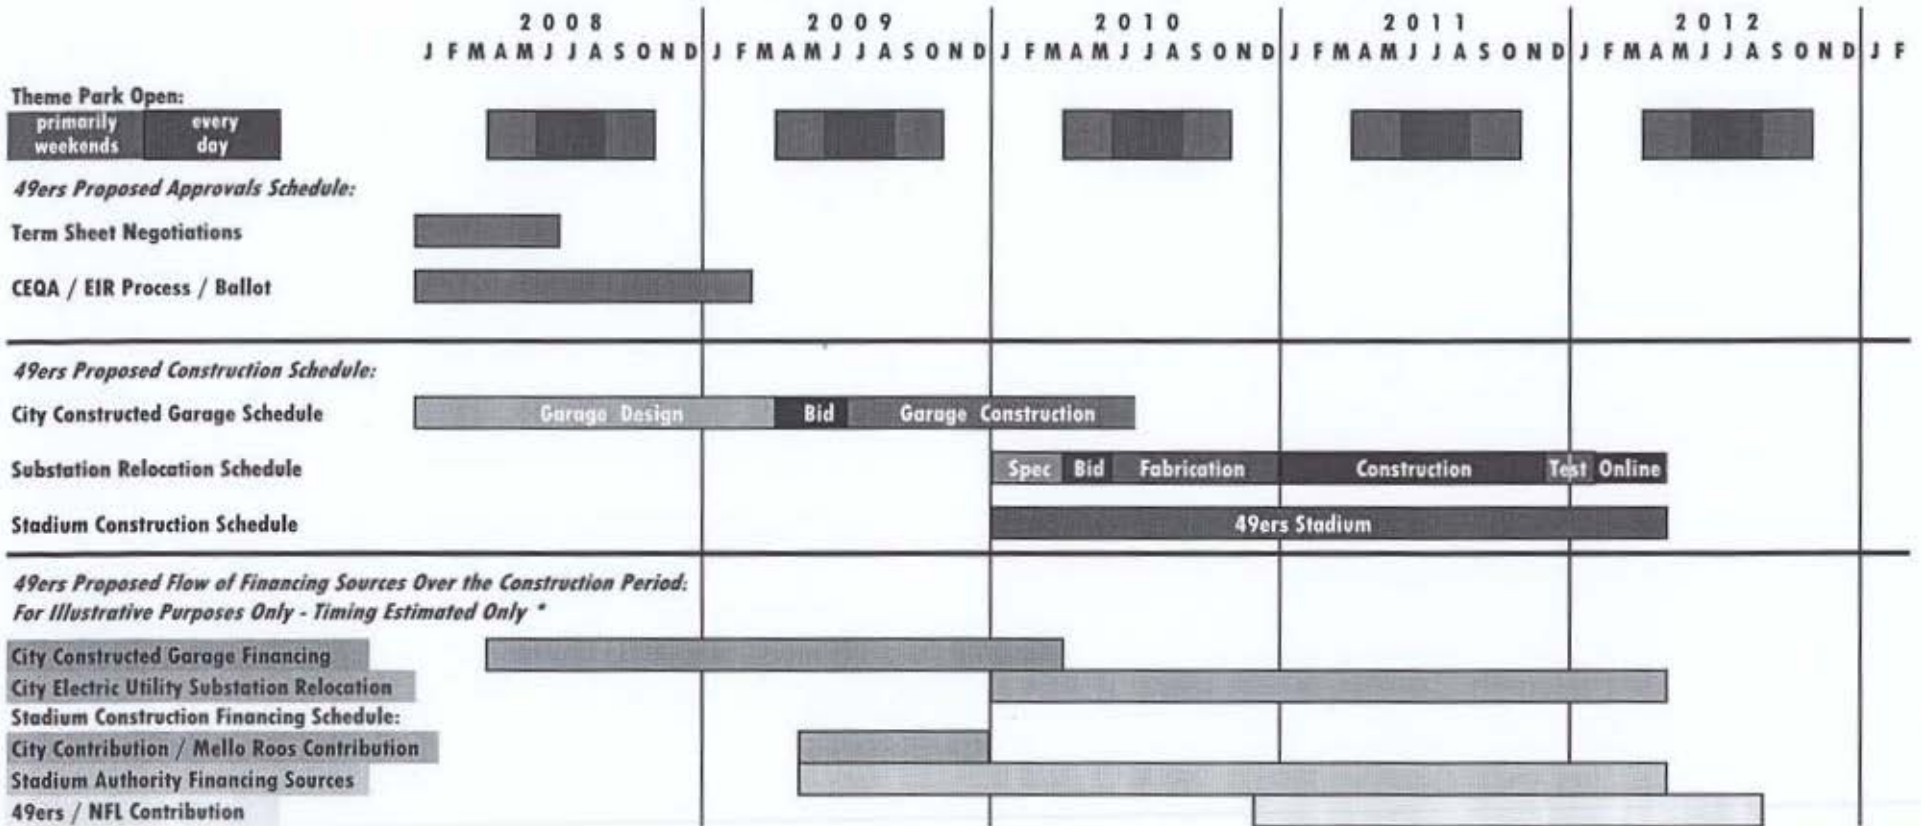 2008 2009 2010 2011 2012
J F M A M J J A S O N D J F M A M J J A S O N D J F M A M J J A S O N D J F M A M J J A S O N D J F M A M J J A S O N D J F
Theme Park Open:
primarily every
weekends day
49ers Proposed Approvals Schedule:
Term Sheet Negotiations
CEQA / EIR Process / Ballot
49ers Proposed Construction Schedule:
City Constructed Garage Schedule Garage Design Bid Garage Construction
Substation Relocation Schedule Spec Bid Fabrication Construction Test Online
Stadium Construction Schedule 49ers Stadium
49ers Proposed Flow of Financing Sources Over the Construction Period:
For Illustrative Purposes Only - Timing Estimated Only *
City Constructed Garage Financing
City Electric Utility Substation Relocation
Stadium Construction Financing Schedule:
City Contribution / Mello Roos Contribution
Stadium Authority Financing Sources
49ers / NFL Contribution